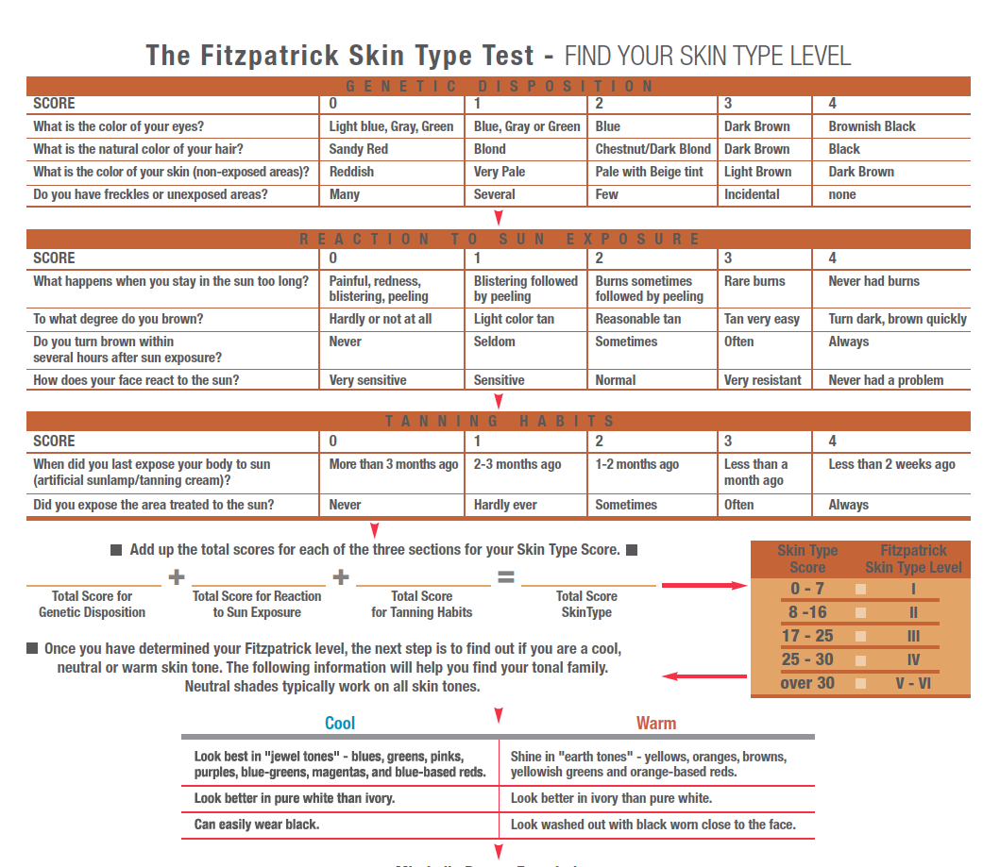 The Fitzpatrick Skin Type Test - FIND YOUR SKIN TYPE LEVEL
GENETIC DISPOSITION
SCORE 0 1 2 3 4
What is the color of your eyes? Light blue, Gray, Green Blue, Gray or Green Blue Dark Brown Brownish Black
What is the natural color of your hair? Sandy Red Blond Chestnut/Dark Blond Dark Brown Black
What is the color of your skin (non-exposed areas)? Reddish Very Pale Pale with Beige tint Light Brown Dark Brown
Do you have freckles or unexposed areas? Many Several Few Incidental none
REACTION TO SUN EXPOSURE
SCORE 0 1 2 3 4
What happens when you stay in the sun too long? Painful, redness, Blistering followed Burns sometimes Rare burns Never had burns
blistering, peeling by peeling followed by peeling
To what degree do you brown? Hardly or not at all Light color tan Reasonable tan Tan very easy Turn dark, brown quickly
Do you turn brown within Never Seldom Sometimes Often Always
several hours after sun exposure?
How does your face react to the sun? Very sensitive Sensitive Normal Very resistant Never had a problem
TANNING HABITS
SCORE 0 1 2 3 4
When did you last expose your body to sun More than 3 months ago 2-3 months ago 1-2 months ago Less than a Less than 2 weeks ago
(artificial sunlamp/tanning cream)? month ago
Did you expose the area treated to the sun? Never Hardly ever Sometimes Often Always
■ Add up the total scores for each of the three sections for your Skin Type Score. ■
+ + =
Total Score for Total Score for Reaction Total Score Total Score
Genetic Disposition to Sun Exposure for Tanning Habits SkinType
Skin Type Fitzpatrick
Score Skin Type Level
0 - 7 I
8 -16 II
17 - 25 III
25 - 30 IV
over 30 V - VI
■ Once you have determined your Fitzpatrick level, the next step is to find out if you are a cool,
neutral or warm skin tone. The following information will help you find your tonal family.
Neutral shades typically work on all skin tones.
Cool Warm
Look best in "jewel tones" - blues, greens, pinks, Shine in "earth tones" - yellows, oranges, browns,
purples, blue-greens, magentas, and blue-based reds. yellowish greens and orange-based reds.
Look better in pure white than ivory. Look better in ivory than pure white.
Can easily wear black. Look washed out with black worn close to the face.